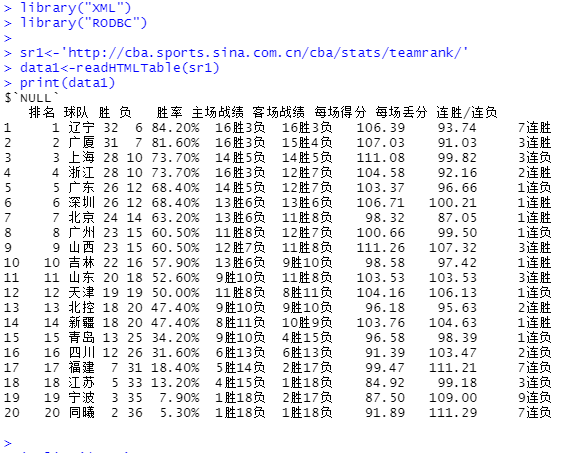 > library("XML")
> library("RODBC")
>
> sr1<-'http://cba.sports.sina.com.cn/cba/stats/teamrank/'
> data1<-readHTMLTable(sr1)
> print(data1)
$`NULL`
排名 球队 胜 负 胜率 主场战绩 客场战绩 每场得分 每场丢分 连胜/连负
1 1 辽宁 32 6 84.20% 16胜3负 16胜3负 106.39 93.74 7连胜
2 2 广厦 31 7 81.60% 16胜3负 15胜4负 107.03 91.03 3连胜
3 3 上海 28 10 73.70% 14胜5负 14胜5负 111.08 99.82 3连负
4 4 浙江 28 10 73.70% 16胜3负 12胜7负 104.58 92.16 2连胜
5 5 广东 26 12 68.40% 14胜5负 12胜7负 103.37 96.66 1连负
6 6 深圳 26 12 68.40% 13胜6负 13胜6负 106.71 100.21 1连胜
7 7 北京 24 14 63.20% 13胜6负 11胜8负 98.32 87.05 1连胜
8 8 广州 23 15 60.50% 11胜8负 12胜7负 100.66 99.50 1连负
9 9 山西 23 15 60.50% 12胜7负 11胜8负 111.26 107.32 3连胜
10 10 吉林 22 16 57.90% 13胜6负 9胜10负 98.58 97.42 1连胜
11 11 山东 20 18 52.60% 9胜10负 11胜8负 103.53 103.53 3连胜
12 12 天津 19 19 50.00% 11胜8负 8胜11负 104.16 106.13 1连负
13 13 北控 18 20 47.40% 9胜10负 9胜10负 96.18 95.63 2连胜
14 14 新疆 18 20 47.40% 8胜11负 10胜9负 103.76 104.63 1连胜
15 15 青岛 13 25 34.20% 9胜10负 4胜15负 96.58 98.39 1连负
16 16 四川 12 26 31.60% 6胜13负 6胜13负 91.39 103.47 2连负
17 17 福建 7 31 18.40% 5胜14负 2胜17负 99.47 111.21 7连负
18 18 江苏 5 33 13.20% 4胜15负 1胜18负 84.92 99.18 3连负
19 19 宁波 3 35 7.90% 1胜18负 2胜17负 87.50 109.00 9连负
20 20 同曦 2 36 5.30% 1胜18负 1胜18负 91.89 111.29 7连负
>